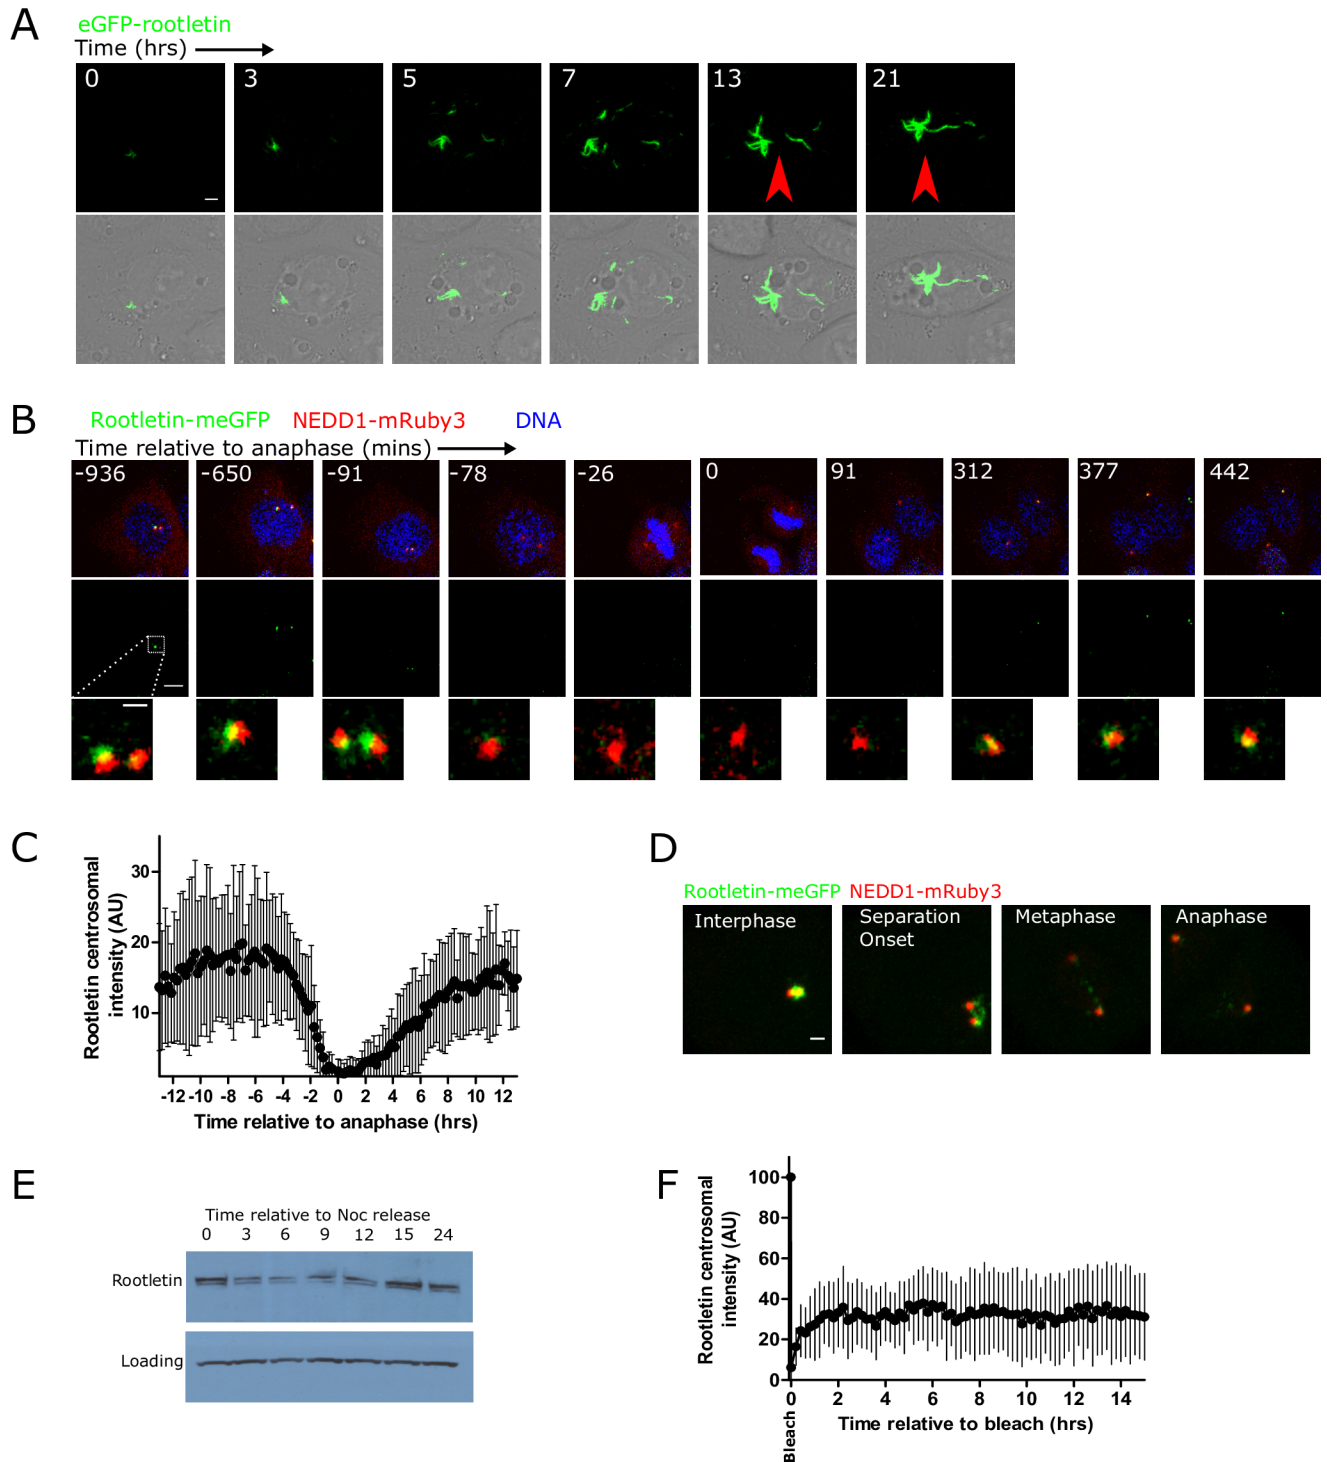 A
eGFP-rootletin
Time (hrs)
0 3 5 7 13 21
B
Rootletin-meGFP NEDD1-mRuby3 DNA
Time relative to anaphase (mins)
-936 -650 -91 -78 -26 0 91 312 377 442
C
Rootletin centrosomal
intensity (AU)
30
20
10
-12 -10 -8 -6 -4 -2 0 2 4 6 8 10 12
Time relative to anaphase (hrs)
D
Rootletin-meGFP NEDD1-mRuby3
Interphase
Separation
Onset
Metaphase
Anaphase
E
Time relative to Noc release
0 3 6 9 12 15 24
Rootletin
Loading
F
Rootletin centrosomal
intensity (AU)
100
80
60
40
20
0
0 2 4 6 8 10 12 14
Bleach
Time relative to bleach (hrs)